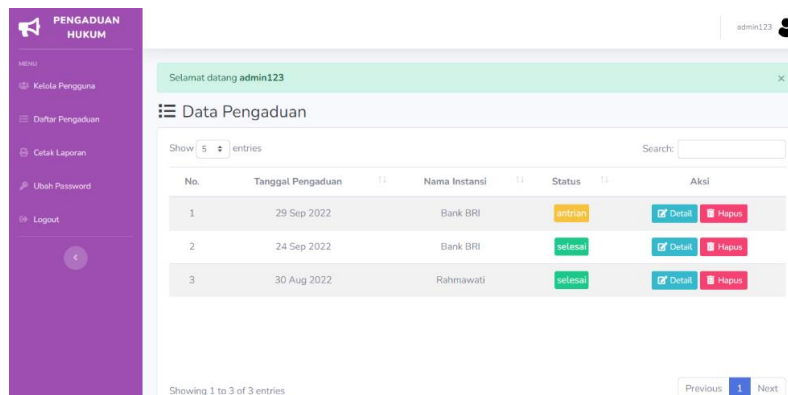 PENGADUAN
HUKUM
admin123
MENU
Kelola Pengguna
Daftar Pengaduan
Cetak Laporan
Ubah Password
Logout
Selamat datang admin123 ×
Data Pengaduan
Show 5 entries Search:
No. Tanggal Pengaduan Nama Instansi Status Aksi
1 29 Sep 2022 Bank BRI antrian Detail Hapus
2 24 Sep 2022 Bank BRI selesai Detail Hapus
3 30 Aug 2022 Rahmawati selesai Detail Hapus
Showing 1 to 3 of 3 entries Previous 1 Next